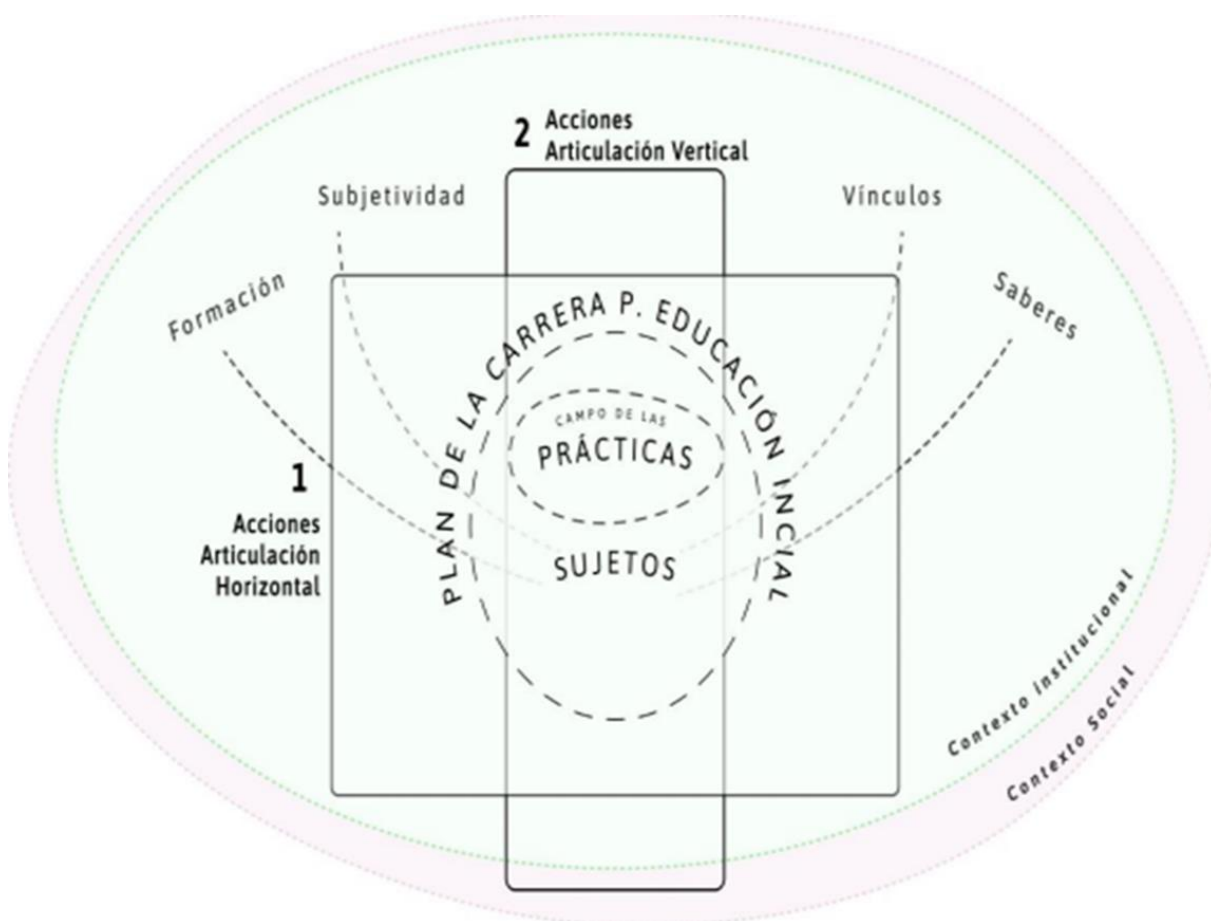 2 Acciones
Articulación Vertical
Subjetividad
Vínculos
Formación
Saberes
PLAN DE LA CARRERA P. EDUCACIÓN INCIAL
CAMPO DE LAS
PRÁCTICAS
1
Acciones
Articulación
Horizontal
SUJETOS
Contexto institucional
Contexto Social